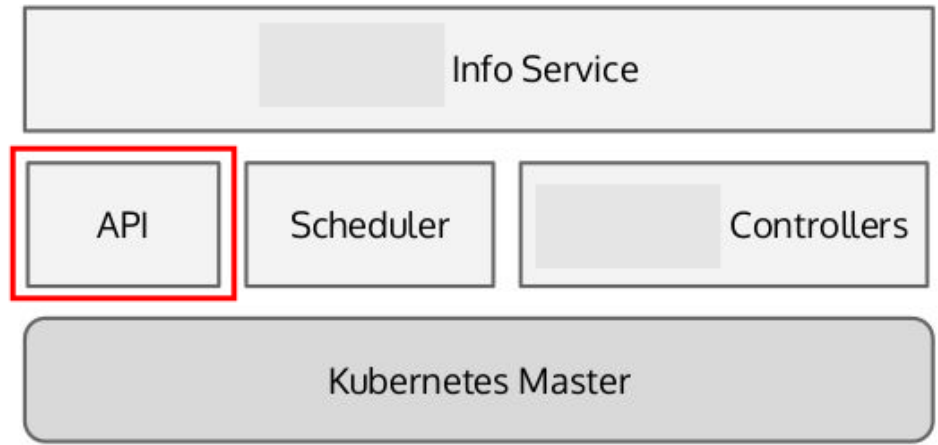 Info Service
API
Scheduler
Controllers
Kubernetes Master